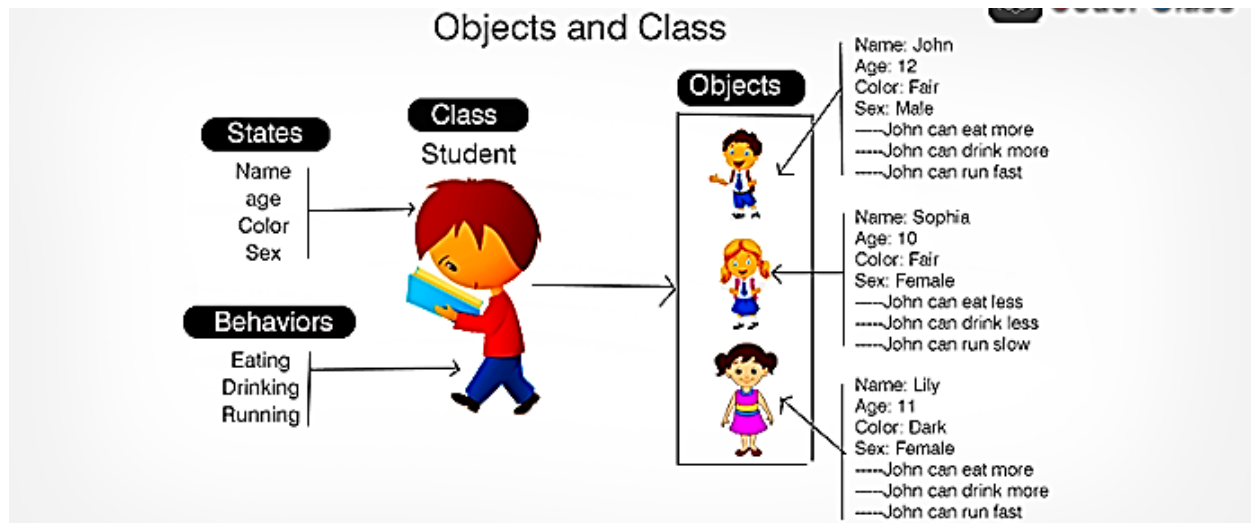 Objects and Class
States
Name
age
Color
Sex
Behaviors
Eating
Drinking
Running
Class
Student
Objects
Name: John
Age: 12
Color: Fair
Sex: Male
-----John can eat more
-----John can drink more
-----John can run fast
Name: Sophia
Age: 10
Color: Fair
Sex: Female
-----John can eat less
-----John can drink less
-----John can run slow
Name: Lily
Age: 11
Color: Dark
Sex: Female
-----John can eat more
-----John can drink more
-----John can run fast